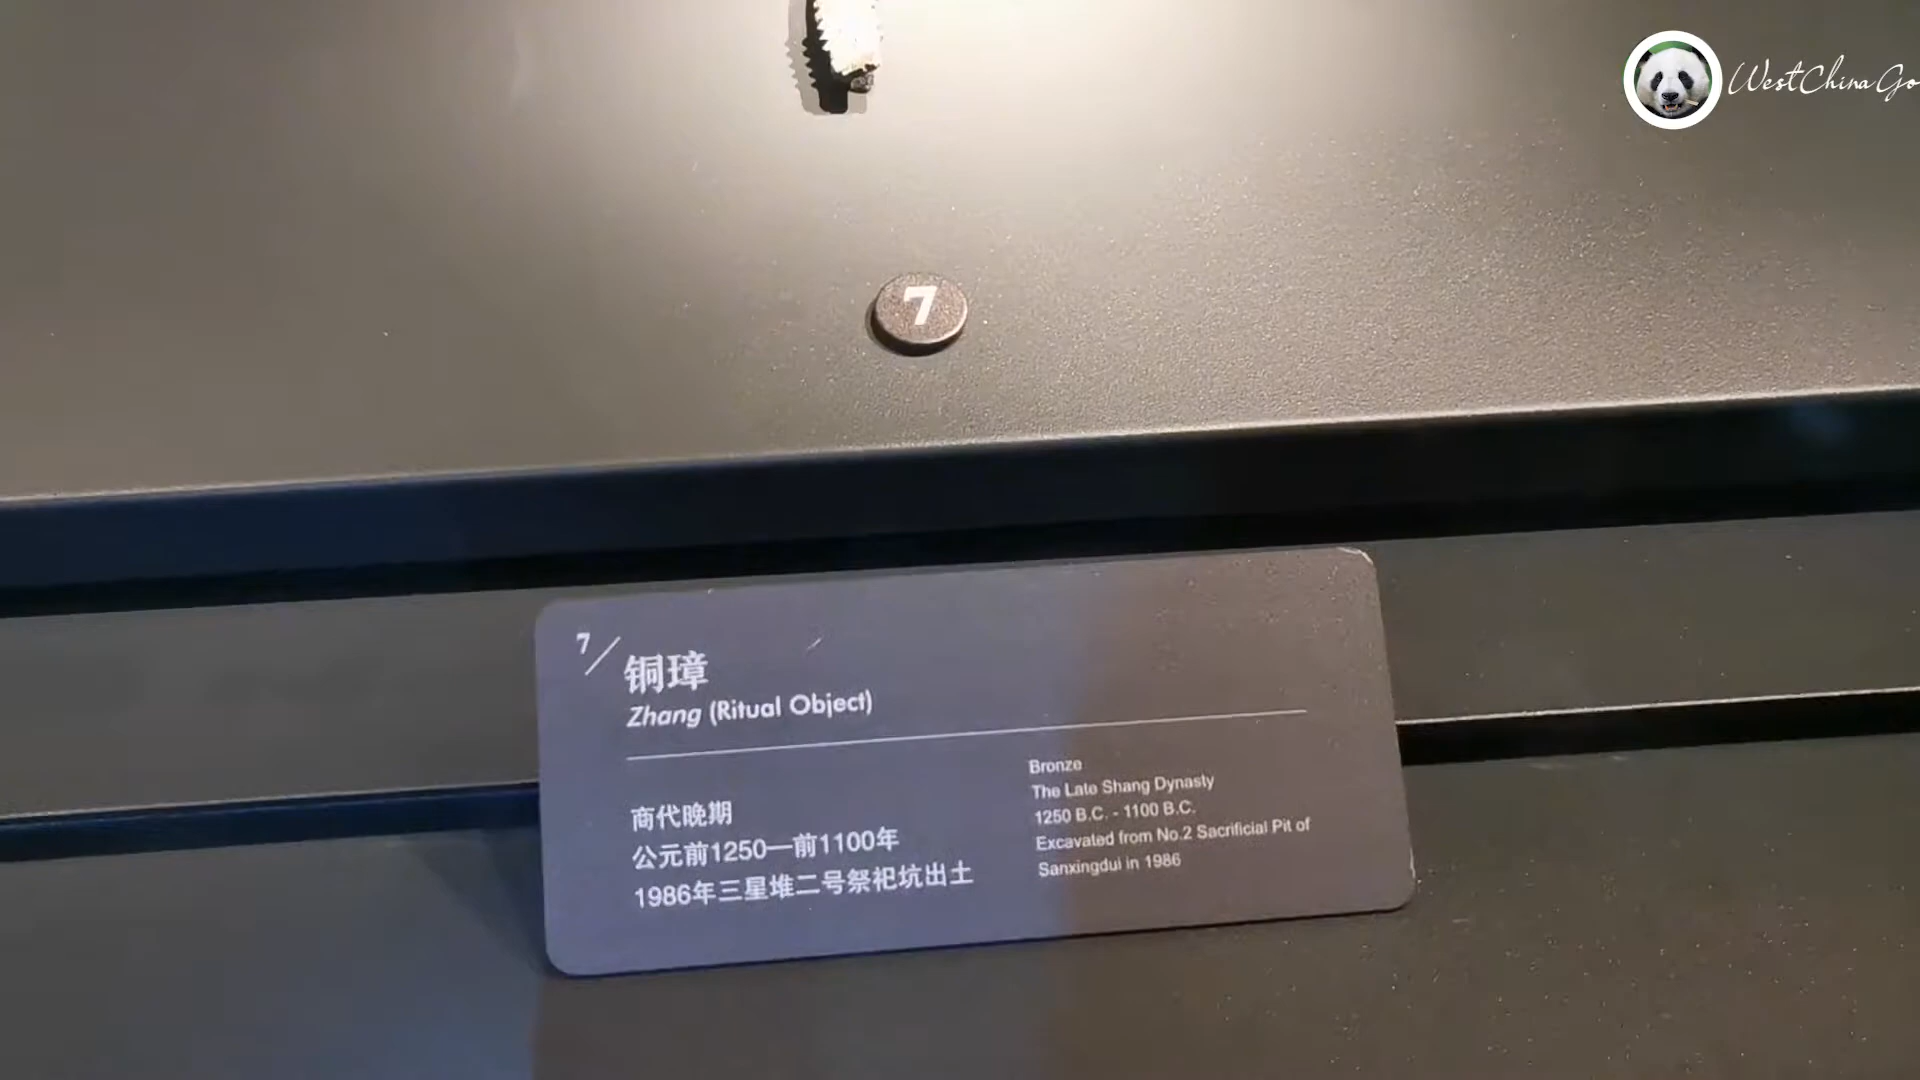 WestChinaGo
7
7/
铜璋
Zhang (Ritual Object)
商代晚期
公元前1250—前1100年
1986年三星堆二号祭祀坑出土
Bronze
The Late Shang Dynasty
1250 B.C. - 1100 B.C.
Excavated from No.2 Sacrificial Pit of
Sanxingdui in 1986